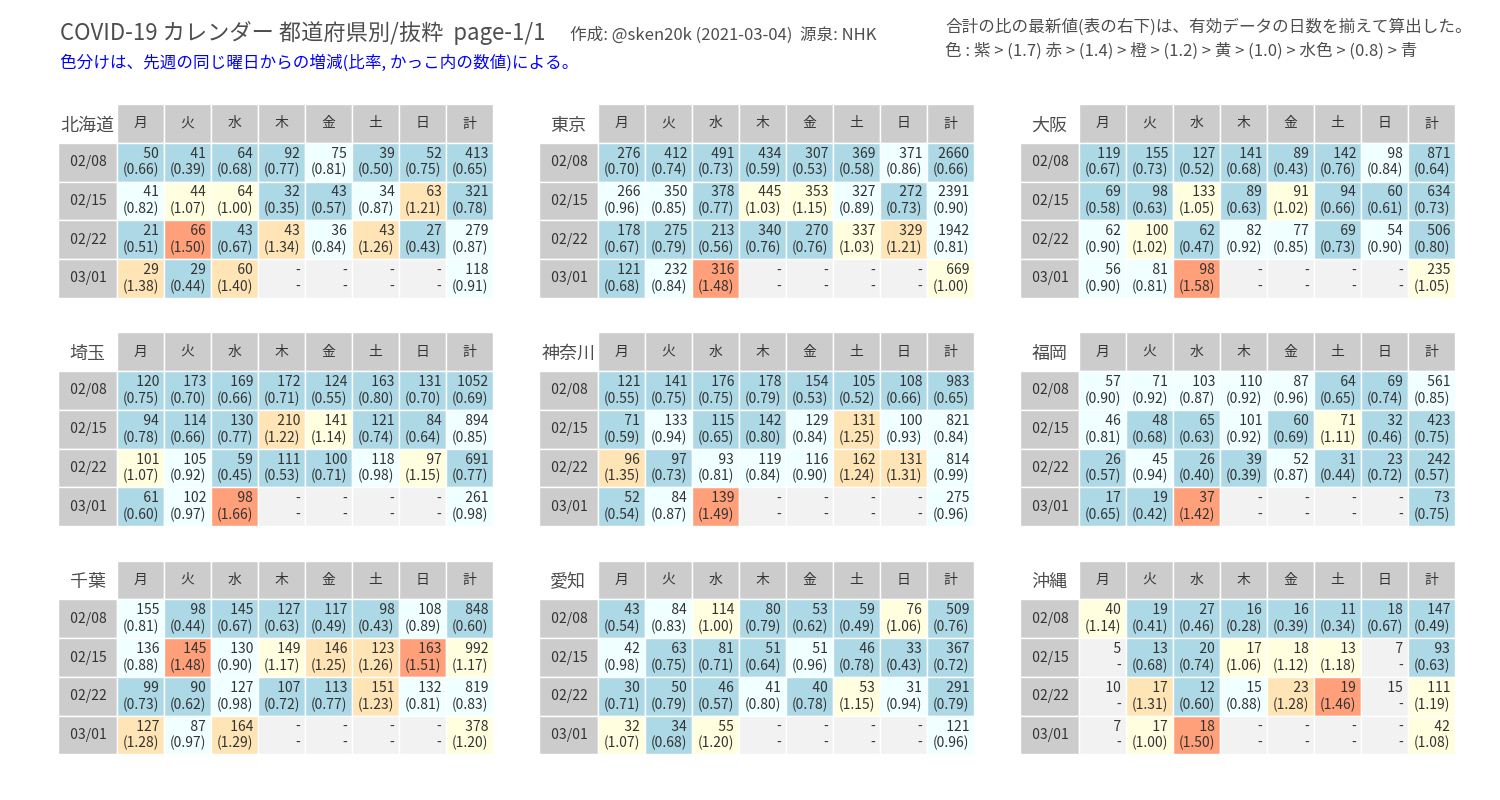 COVID-19 カレンダー 都道府県別/抜粋 page-1/1 作成: @sken20k (2021-03-04) 源泉: NHK
合計の比の最新値(表の右下)は、有効データの日数を揃えて算出した。
色分けは、先週の同じ曜日からの増減(比率, かっこ内の数値)による。
色 : 紫 > (1.7) 赤 > (1.4) > 橙 > (1.2) > 黄 > (1.0) > 水色 > (0.8) > 青
北海道 月 火 水 木 金 土 日 計
02/08 50 41 64 92 75 39 52 413
(0.66) (0.39) (0.68) (0.77) (0.81) (0.50) (0.75) (0.65)
02/15 41 44 64 32 43 34 63 321
(0.82) (1.07) (1.00) (0.35) (0.57) (0.87) (1.21) (0.78)
02/22 21 66 43 43 36 43 27 279
(0.51) (1.50) (0.67) (1.34) (0.84) (1.26) (0.43) (0.87)
03/01 29 29 60 - - - - 118
(1.38) (0.44) (1.40) - - - - (0.91)
東京 月 火 水 木 金 土 日 計
02/08 276 412 491 434 307 369 371 2660
(0.70) (0.74) (0.73) (0.59) (0.53) (0.58) (0.86) (0.66)
02/15 266 350 378 445 353 327 272 2391
(0.96) (0.85) (0.77) (1.03) (1.15) (0.89) (0.73) (0.90)
02/22 178 275 213 340 270 337 329 1942
(0.67) (0.79) (0.56) (0.76) (0.76) (1.03) (1.21) (0.81)
03/01 121 232 316 - - - - 669
(0.68) (0.84) (1.48) - - - - (1.00)
大阪 月 火 水 木 金 土 日 計
02/08 119 155 127 141 89 142 98 871
(0.67) (0.73) (0.52) (0.68) (0.43) (0.76) (0.84) (0.64)
02/15 69 98 133 89 91 94 60 634
(0.58) (0.63) (1.05) (0.63) (1.02) (0.66) (0.61) (0.73)
02/22 62 100 62 82 77 69 54 506
(0.90) (1.02) (0.47) (0.92) (0.85) (0.73) (0.90) (0.80)
03/01 56 81 98 - - - - 235
(0.90) (0.81) (1.58) - - - - (1.05)
埼玉 月 火 水 木 金 土 日 計
02/08 120 173 169 172 124 163 131 1052
(0.75) (0.70) (0.66) (0.71) (0.55) (0.80) (0.70) (0.69)
02/15 94 114 130 210 141 121 84 894
(0.78) (0.66) (0.77) (1.22) (1.14) (0.74) (0.64) (0.85)
02/22 101 105 59 111 100 118 97 691
(1.07) (0.92) (0.45) (0.53) (0.71) (0.98) (1.15) (0.77)
03/01 61 102 98 - - - - 261
(0.60) (0.97) (1.66) - - - - (0.98)
神奈川 月 火 水 木 金 土 日 計
02/08 121 141 176 178 154 105 108 983
(0.55) (0.75) (0.75) (0.79) (0.53) (0.52) (0.66) (0.65)
02/15 71 133 115 142 129 131 100 821
(0.59) (0.94) (0.65) (0.80) (0.84) (1.25) (0.93) (0.84)
02/22 96 97 93 119 116 162 131 814
(1.35) (0.73) (0.81) (0.84) (0.90) (1.24) (1.31) (0.99)
03/01 52 84 139 - - - - 275
(0.54) (0.87) (1.49) - - - - (0.96)
福岡 月 火 水 木 金 土 日 計
02/08 57 71 103 110 87 64 69 561
(0.90) (0.92) (0.87) (0.92) (0.96) (0.65) (0.74) (0.85)
02/15 46 48 65 101 60 71 32 423
(0.81) (0.68) (0.63) (0.92) (0.69) (1.11) (0.46) (0.75)
02/22 26 45 26 39 52 31 23 242
(0.57) (0.94) (0.40) (0.39) (0.87) (0.44) (0.72) (0.57)
03/01 17 19 37 - - - - 73
(0.65) (0.42) (1.42) - - - - (0.75)
千葉 月 火 水 木 金 土 日 計
02/08 155 98 145 127 117 98 108 848
(0.81) (0.44) (0.67) (0.63) (0.49) (0.43) (0.89) (0.60)
02/15 136 145 130 149 146 123 163 992
(0.88) (1.48) (0.90) (1.17) (1.25) (1.26) (1.51) (1.17)
02/22 99 90 127 107 113 151 132 819
(0.73) (0.62) (0.98) (0.72) (0.77) (1.23) (0.81) (0.83)
03/01 127 87 164 - - - - 378
(1.28) (0.97) (1.29) - - - - (1.20)
愛知 月 火 水 木 金 土 日 計
02/08 43 84 114 80 53 59 76 509
(0.54) (0.83) (1.00) (0.79) (0.62) (0.49) (1.06) (0.76)
02/15 42 63 81 51 51 46 33 367
(0.98) (0.75) (0.71) (0.64) (0.96) (0.78) (0.43) (0.72)
02/22 30 50 46 41 40 53 31 291
(0.71) (0.79) (0.57) (0.80) (0.78) (1.15) (0.94) (0.79)
03/01 32 34 55 - - - - 121
(1.07) (0.68) (1.20) - - - - (0.96)
沖縄 月 火 水 木 金 土 日 計
02/08 40 19 27 16 16 11 18 147
(1.14) (0.41) (0.46) (0.28) (0.39) (0.34) (0.67) (0.49)
02/15 5 13 20 17 18 13 7 93
- (0.68) (0.74) (1.06) (1.12) (1.18) - (0.63)
02/22 10 17 12 15 23 19 15 111
- (1.31) (0.60) (0.88) (1.28) (1.46) - (1.19)
03/01 7 17 18 - - - - 42
- (1.00) (1.50) - - - - (1.08)